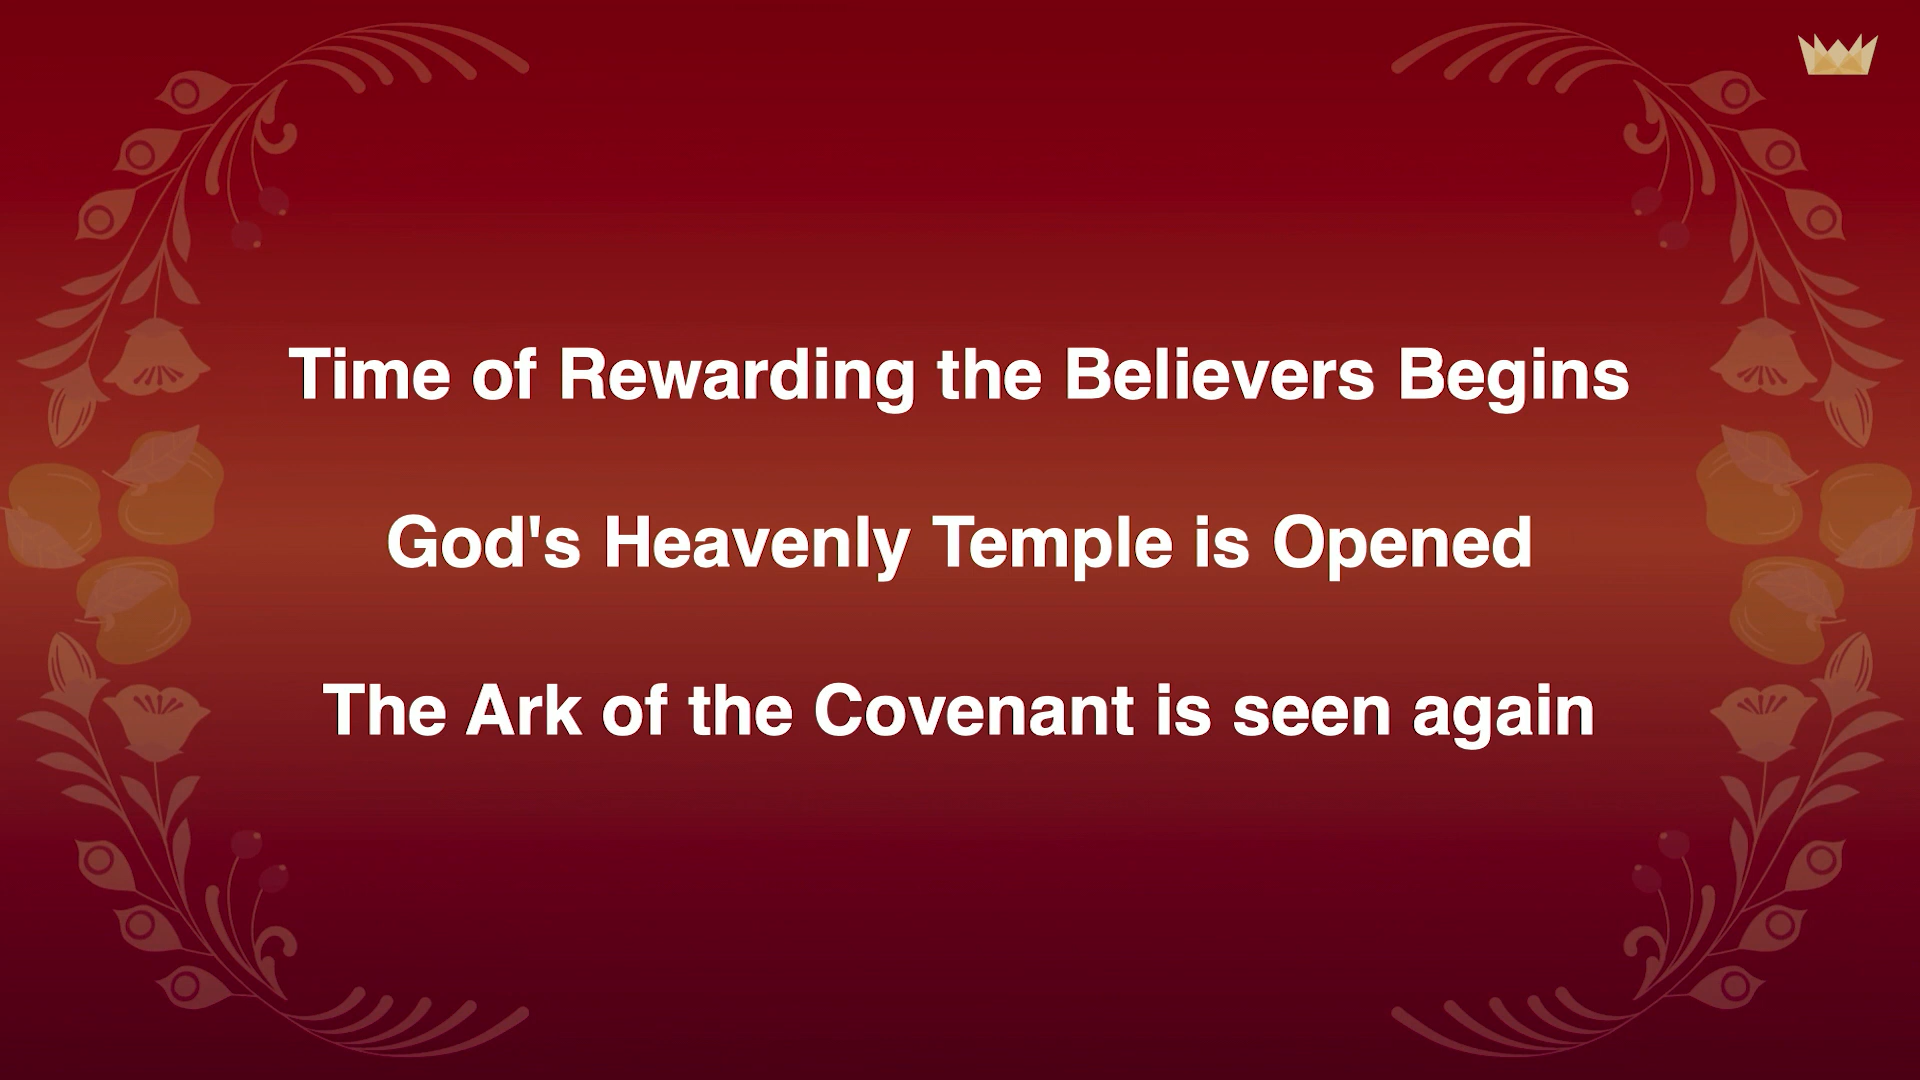 Time of Rewarding the Believers Begins
God's Heavenly Temple is Opened
The Ark of the Covenant is seen again